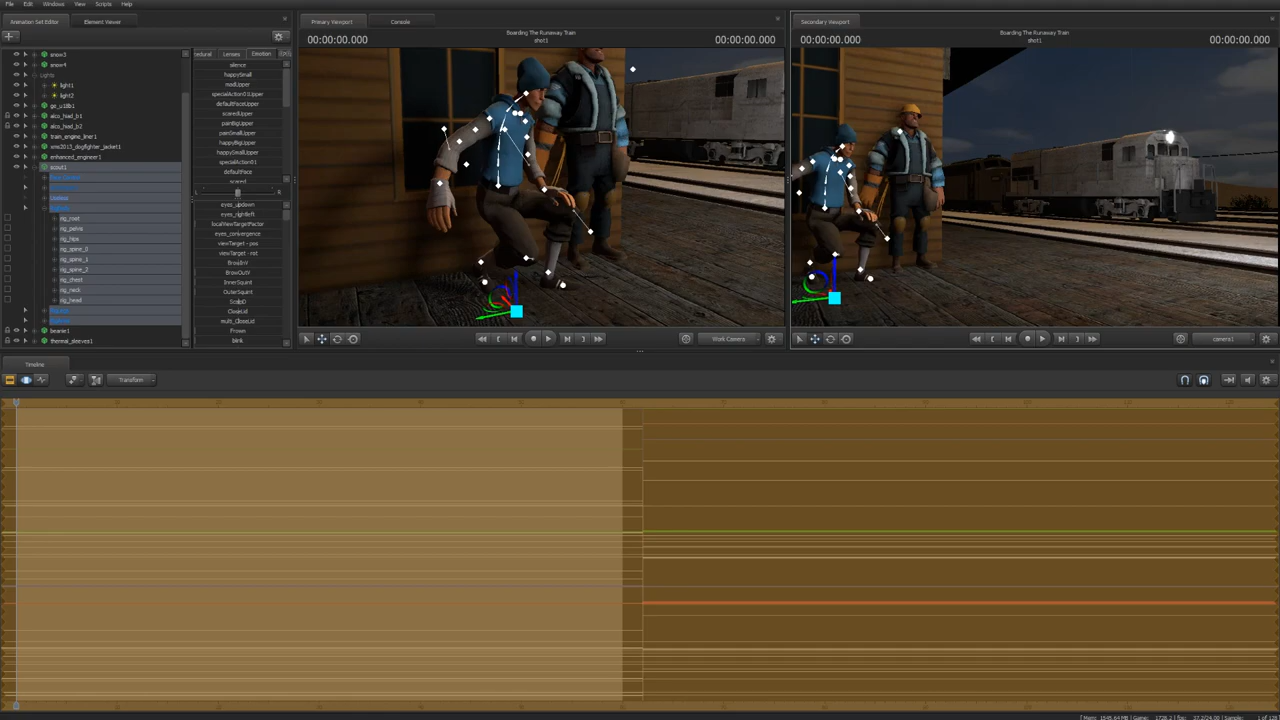 File Edit Windows View Scripts Help
Animation Set Editor Element Viewer
snow3
snow4
Lights
light1
light2
ge_u18b1
alco_hiad_b1
alco_hiad_b2
train_engine_liner1
sms2013_dogfighter_jacket1
enhanced_engineer1
scout1
rig_root
rig_pelvis
rig_hips
rig_spine_0
rig_spine_1
rig_spine_2
rig_chest
rig_neck
rig_head
beanie1
thermal_sleeves1
Lenses Emotion
silence
happySmall
madUpper
specialAction01Upper
defaultFaceUpper
scaredUpper
painBigUpper
painSmallUpper
happyBigUpper
happySmallUpper
specialAction01
defaultFace
scared
L R
eyes_updown
eyes_rightleft
localViewTargetFactor
eyes_convergence
viewTarget - pos
viewTarget - rot
BrowInV
BrowOutV
InnerSquint
OuterSquint
ScalpD
CloseLid
multi_CloseLid
Frown
blink
Primary Viewport Console
00:00:00.000 Boarding The Runaway Train 00:00:00.000
shot1
Work Camera
Secondary Viewport
00:00:00.000 Boarding The Runaway Train 00:00:00.000
shot1
camera1
Timeline
Transform